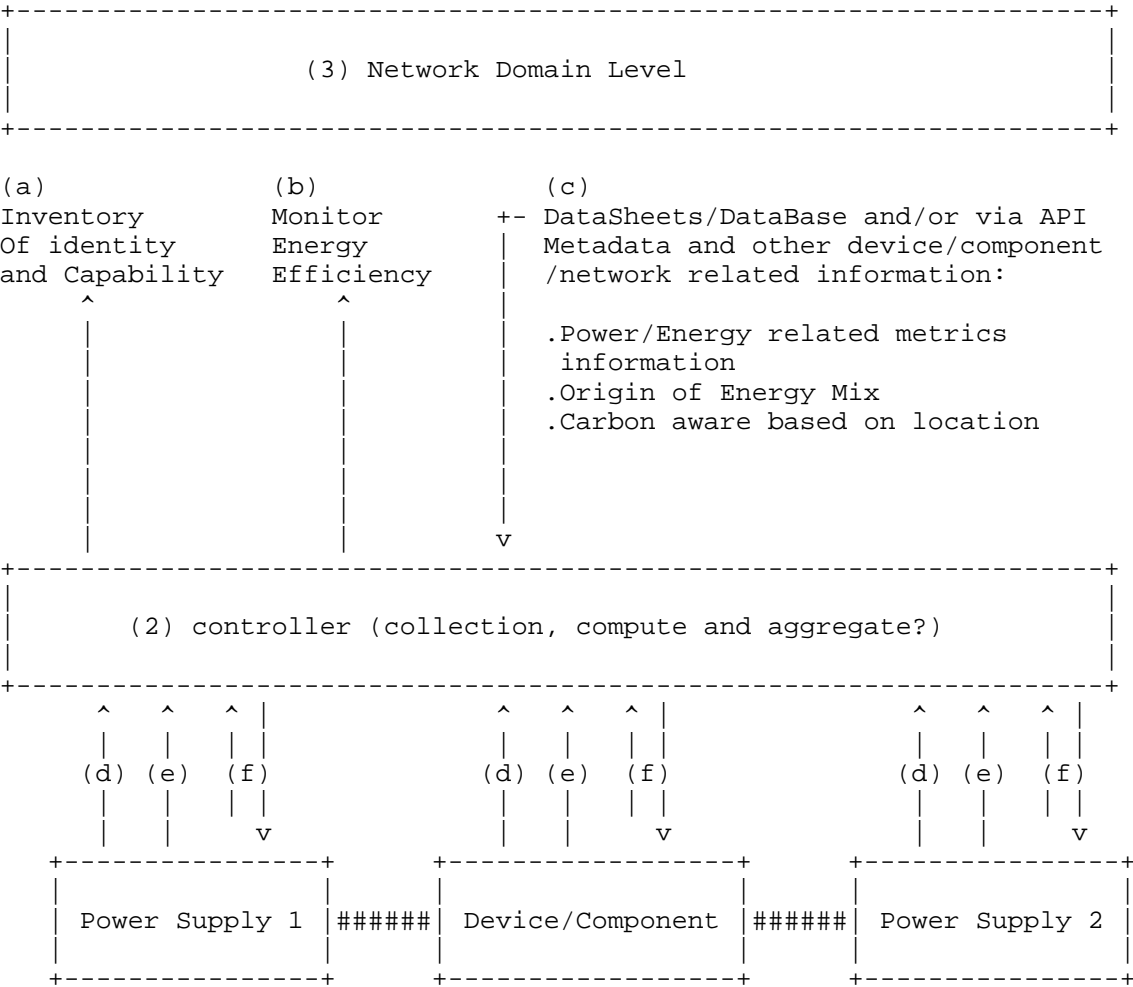 (3) Network Domain Level
(a) (b) (c)
Inventory Monitor +- DataSheets/DataBase and/or via API
Of identity Energy | Metadata and other device/component
and Capability Efficiency | /network related information:
.Power/Energy related metrics
information
.Origin of Energy Mix
.Carbon aware based on location
v
(2) controller (collection, compute and aggregate?)
(d) (e) (f) (d) (e) (f) (d) (e) (f)
v v v
Power Supply 1 |######| Device/Component |######| Power Supply 2